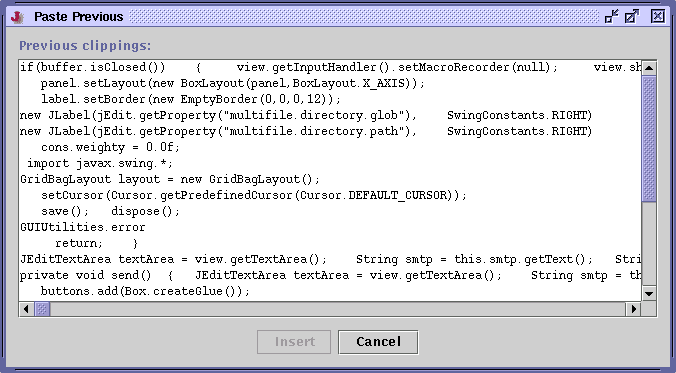 Paste Previous
Previous clippings:
if(buffer.isClosed())    {     view.getInputHandler().setMacroRecorder(null);     view.sh
panel.setLayout(new BoxLayout(panel,BoxLayout.X_AXIS));
label.setBorder(new EmptyBorder(0,0,0,12));
new JLabel(jEdit.getProperty("multifile.directory.glob"),    SwingConstants.RIGHT)
new JLabel(jEdit.getProperty("multifile.directory.path"),    SwingConstants.RIGHT)
cons.weighty = 0.0f;
import javax.swing.*;
GridBagLayout layout = new GridBagLayout();
setCursor(Cursor.getPredefinedCursor(Cursor.DEFAULT_CURSOR));
save();   dispose();
GUIUtilities.error
return;    }
JEditTextArea textArea = view.getTextArea();    String smtp = this.smtp.getText();   Stri
private void send()  {   JEditTextArea textArea = view.getTextArea();    String smtp = th
buttons.add(Box.createGlue());
Insert
Cancel